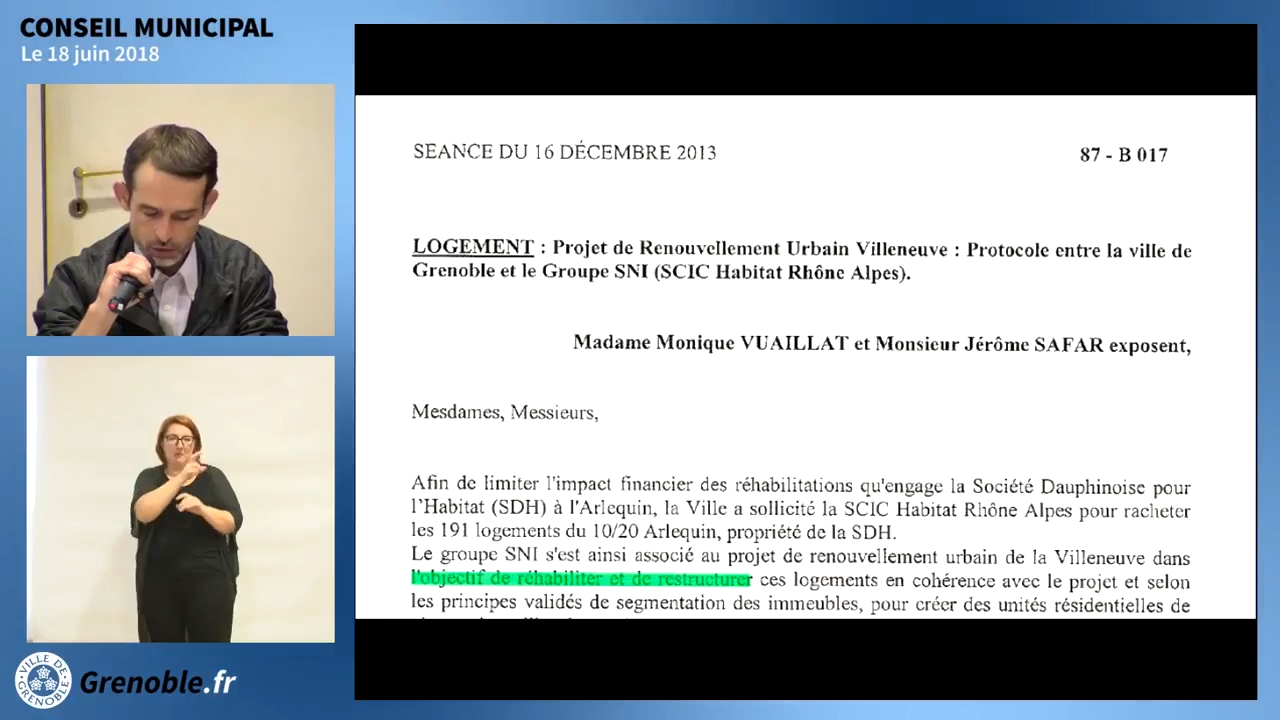 CONSEIL MUNICIPAL
Le 18 juin 2018
SEANCE DU 16 DÉCEMBRE 2013
87 - B 017
LOGEMENT : Projet de Renouvellement Urbain Villeneuve : Protocole entre la ville de
Grenoble et le Groupe SNI (SCIC Habitat Rhône Alpes).
Madame Monique VUAILLAT et Monsieur Jérôme SAFAR exposent,
Mesdames, Messieurs,
Afin de limiter l'impact financier des réhabilitations qu'engage la Société Dauphinoise pour
l'Habitat (SDH) à l'Arlequin, la Ville a sollicité la SCIC Habitat Rhône Alpes pour racheter
les 191 logements du 10/20 Arlequin, propriété de la SDH.
Le groupe SNI s'est ainsi associé au projet de renouvellement urbain de la Villeneuve dans
l'objectif de réhabiliter et de restructurer ces logements en cohérence avec le projet et selon
les principes validés de segmentation des immeubles, pour créer des unités résidentielles de
VILLE DE
GRENOBLE
Grenoble.fr